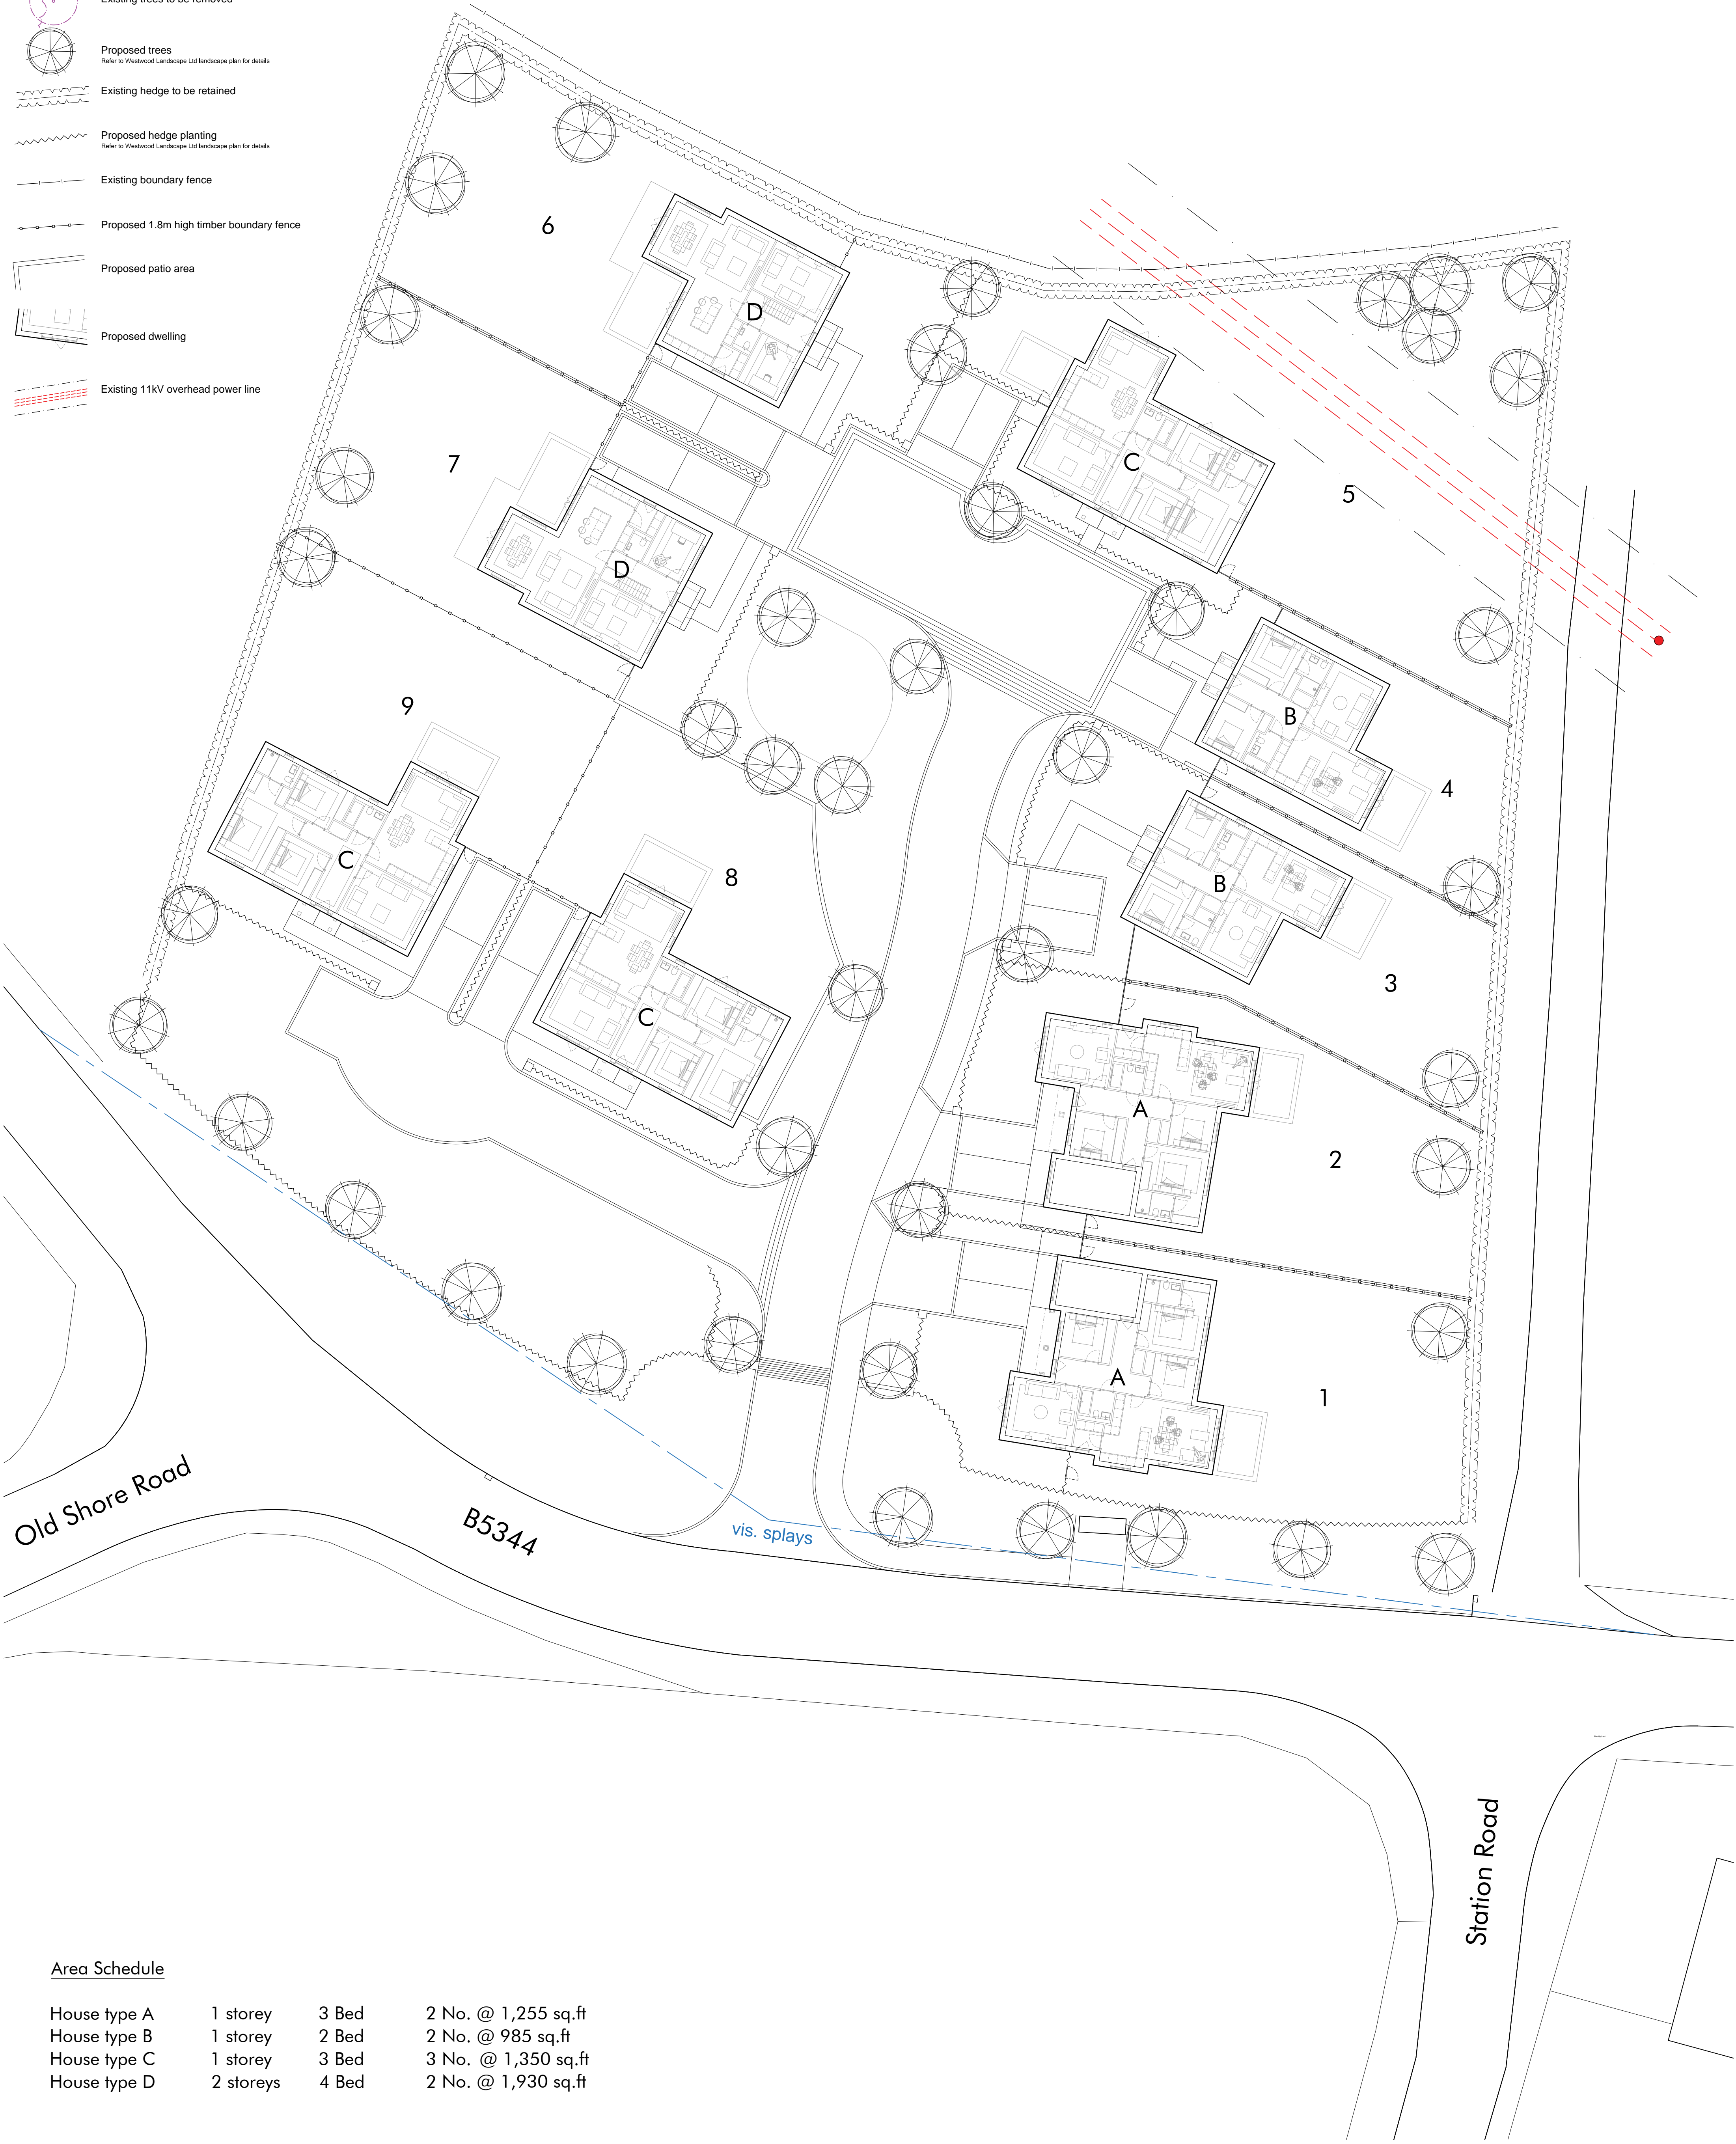 Existing trees to be removed
Proposed trees
Refer to Westwood Landscape Ltd landscape plan for details
Existing hedge to be retained
Proposed hedge planting
Refer to Westwood Landscape Ltd landscape plan for details
Existing boundary fence
Proposed 1.8m high timber boundary fence
Proposed patio area
Proposed dwelling
Existing 11kV overhead power line
6
D
7
D
C
5
9
B
4
C
8
B
3
C
A
2
A
1
Old Shore Road
B5344
vis. splays
Station Road
Area Schedule
House type A 1 storey 3 Bed 2 No. @ 1,255 sq.ft
House type B 1 storey 2 Bed 2 No. @ 985 sq.ft
House type C 1 storey 3 Bed 3 No. @ 1,350 sq.ft
House type D 2 storeys 4 Bed 2 No. @ 1,930 sq.ft